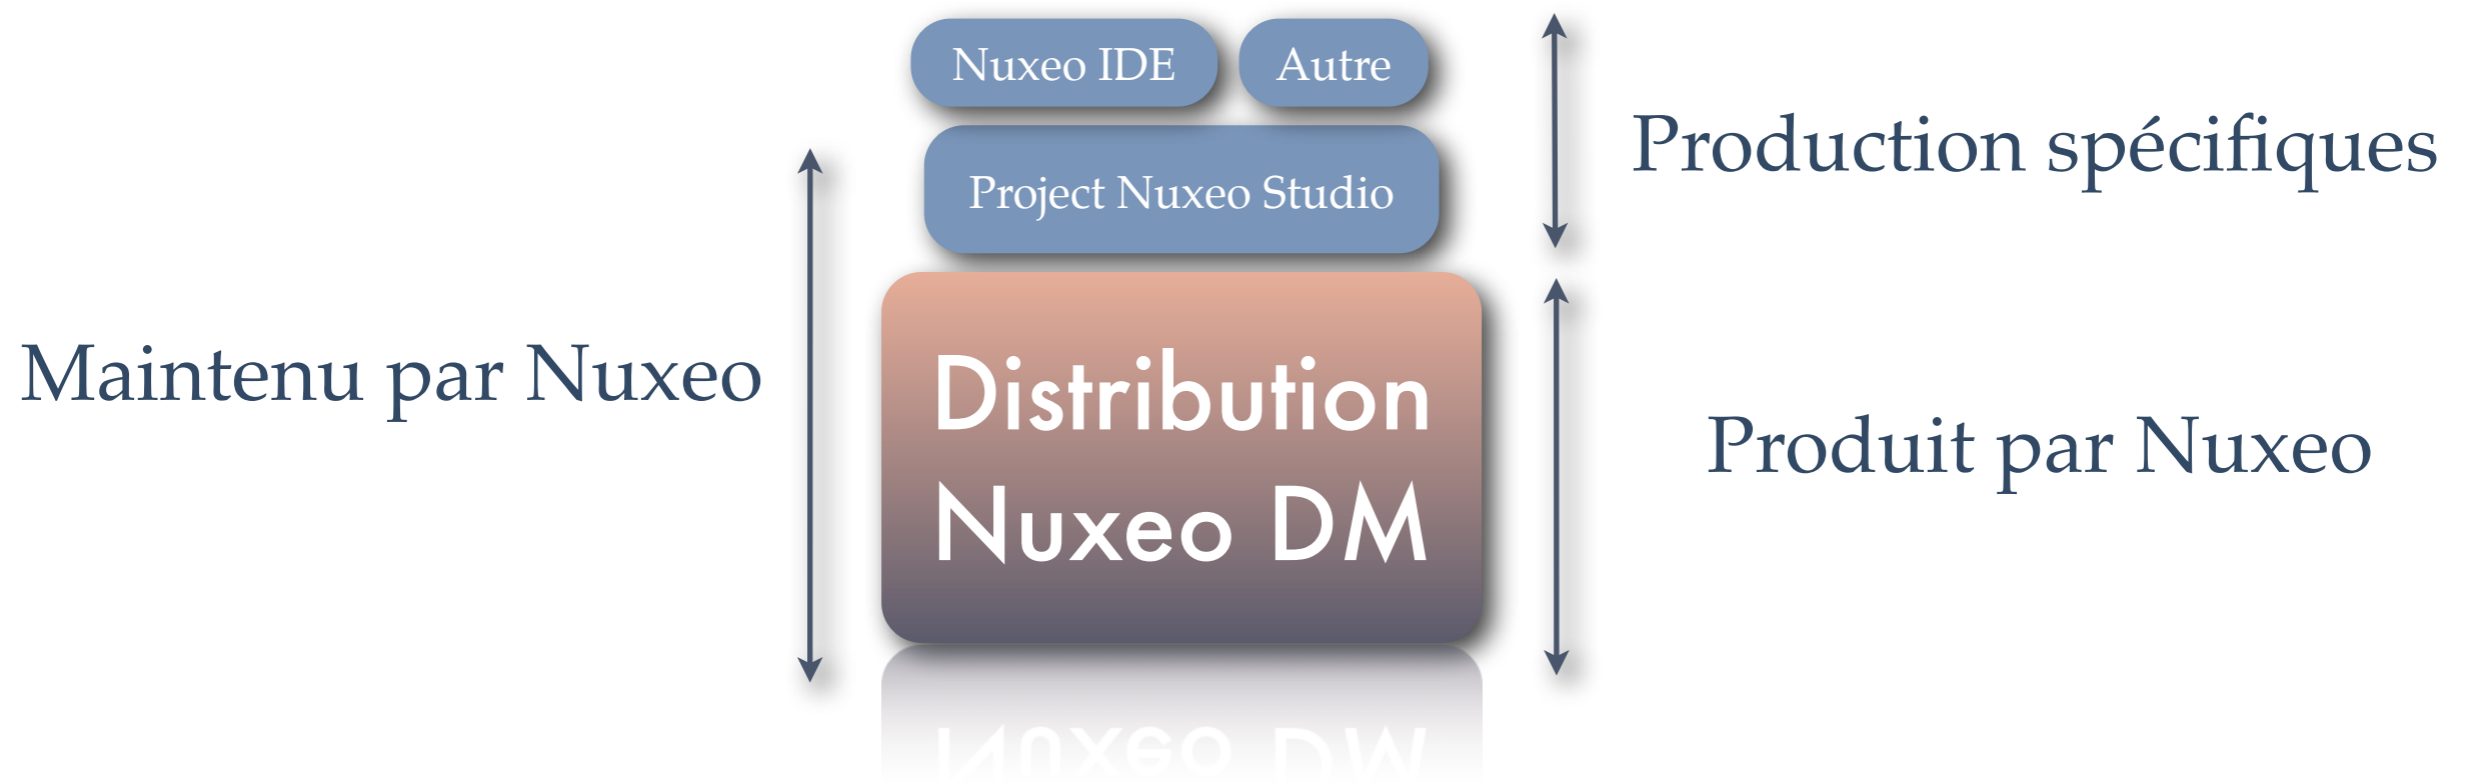 Nuxeo IDE
Autre
Production spécifiques
Project Nuxeo Studio
Maintenu par Nuxeo
Distribution
Nuxeo DM
Produit par Nuxeo